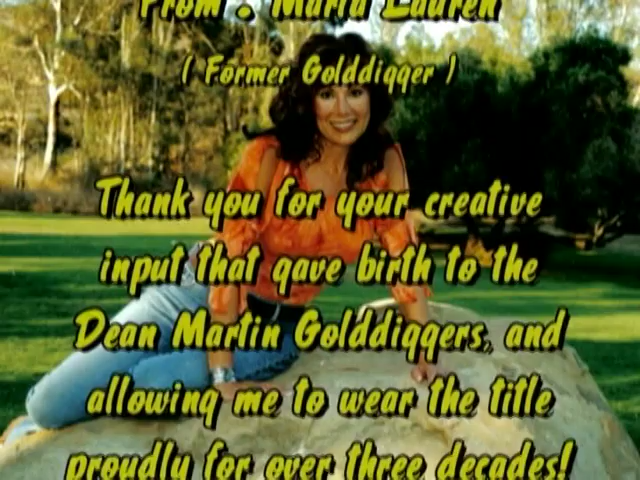 From : Maria Lauren
( Former Golddigger )
Thank you for your creative
input that gave birth to the
Dean Martin Golddiggers, and
allowing me to wear the title
proudly for over three decades!